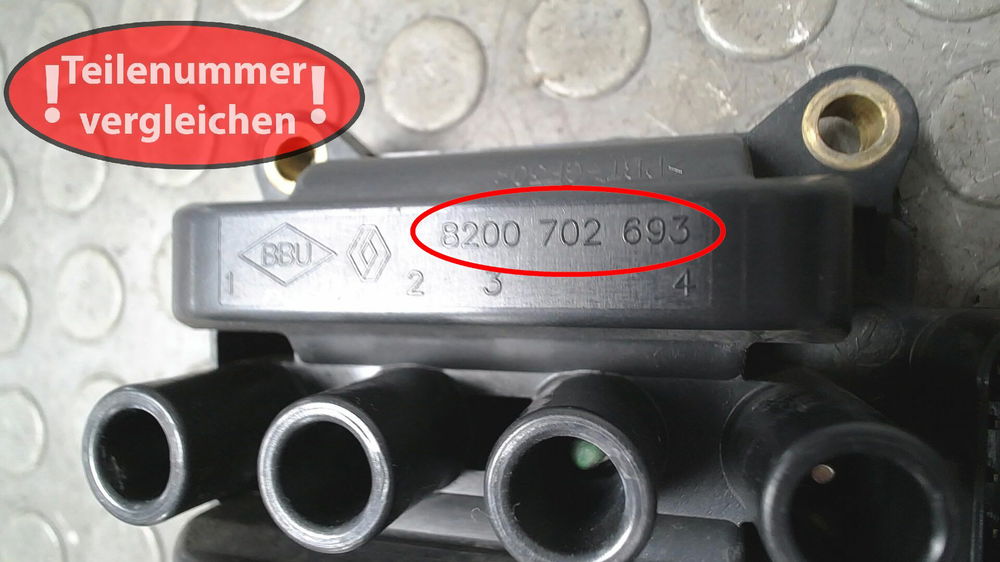 ! Teilenummer !
vergleichen
BBU 8200 702 693
1 2 3 4